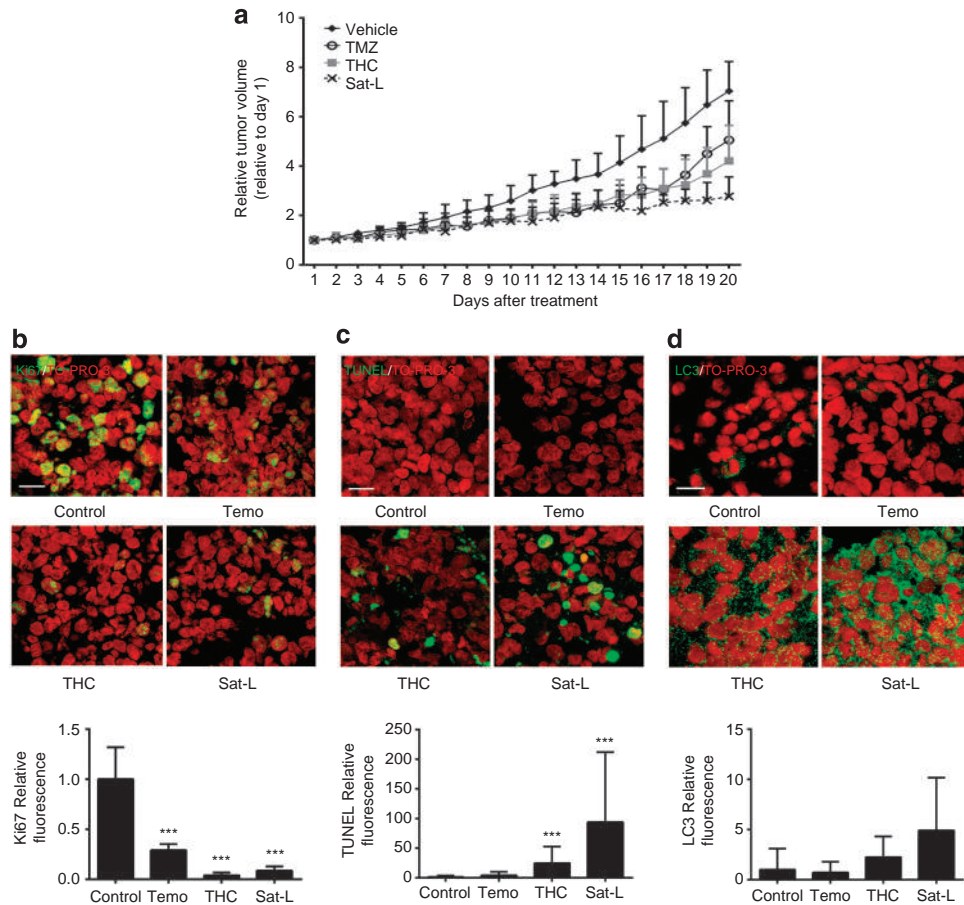 a
Vehicle
TMZ
THC
Sat-L
Relative tumor volume
(relative to day 1)
10
8
6
4
2
0
1 2 3 4 5 6 7 8 9 10 11 12 13 14 15 16 17 18 19 20
Days after treatment
b
Ki67/TO-PRO-3
Control
Temo
THC
Sat-L
c
TUNEL/TO-PRO-3
Control
Temo
THC
Sat-L
d
LC3/TO-PRO-3
Control
Temo
THC
Sat-L
Ki67 Relative
fluorescence
1.5
1.0
0.5
0.0
***
***
***
Control Temo THC Sat-L
TUNEL Relative
fluorescence
250
200
150
100
50
0
***
***
Control Temo THC Sat-L
LC3 Relative
fluorescence
15
10
5
0
Control Temo THC Sat-L